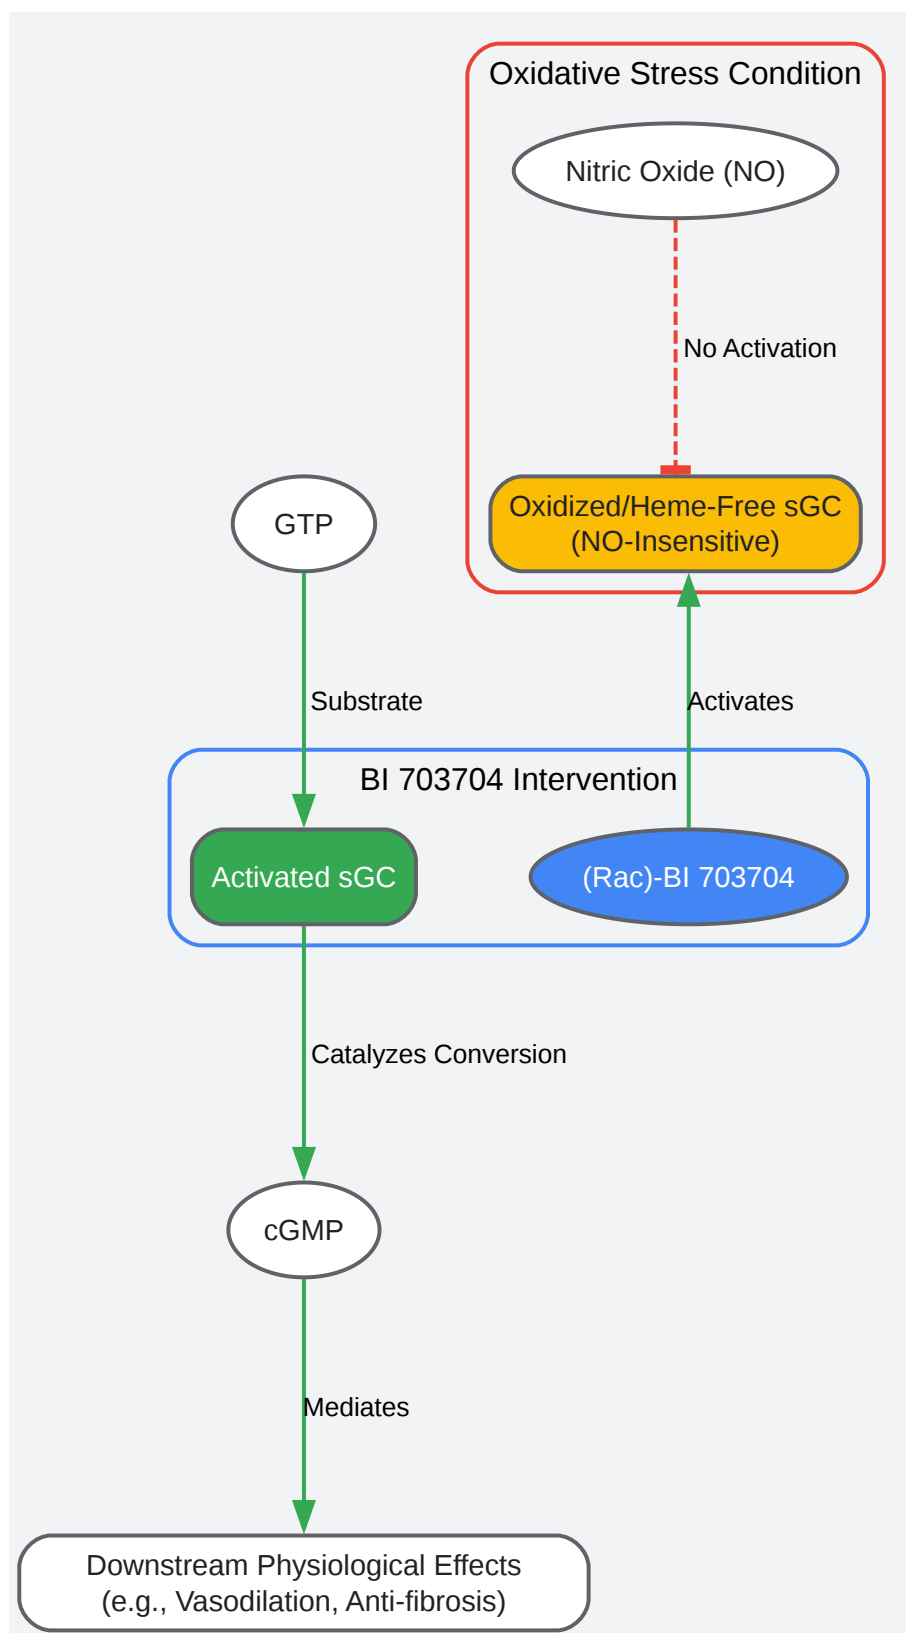 Oxidative Stress Condition
Nitric Oxide (NO)
No Activation
GTP
Oxidized/Heme-Free sGC
(NO-Insensitive)
Substrate
Activates
BI 703704 Intervention
Activated sGC
(Rac)-BI 703704
Catalyzes Conversion
cGMP
Mediates
Downstream Physiological Effects
(e.g., Vasodilation, Anti-fibrosis)